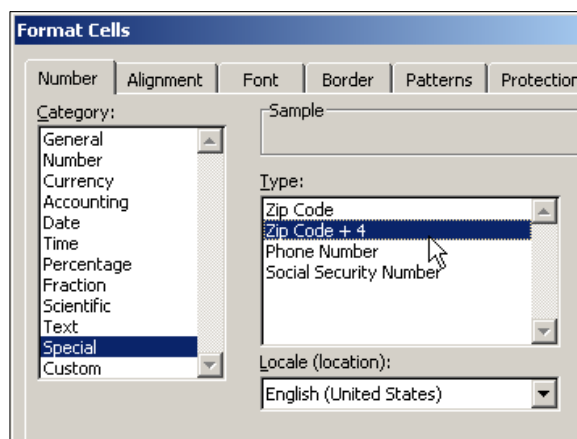 Format Cells
Number Alignment Font Border Patterns Protection
Category:
General
Number
Currency
Accounting
Date
Time
Percentage
Fraction
Scientific
Text
Special
Custom
Sample
Type:
Zip Code
Zip Code + 4
Phone Number
Social Security Number
Locale (location):
English (United States)